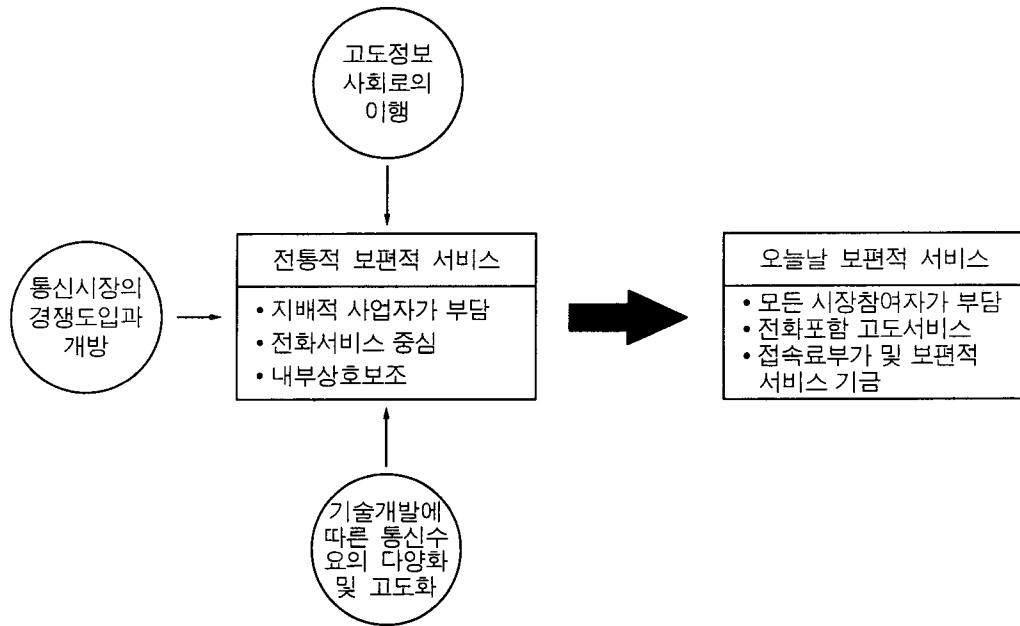 고도정보
사회로의
이행
통신시장의
경쟁도입과
개방
전통적 보편적 서비스
• 지배적 사업자가 부담
• 전화서비스 중심
• 내부상호보조
오늘날 보편적 서비스
• 모든 시장참여자가 부담
• 전화포함 고도서비스
• 접속료부가 및 보편적
서비스 기금
기술개발에
따른 통신수
요의 다양화
및 고도화